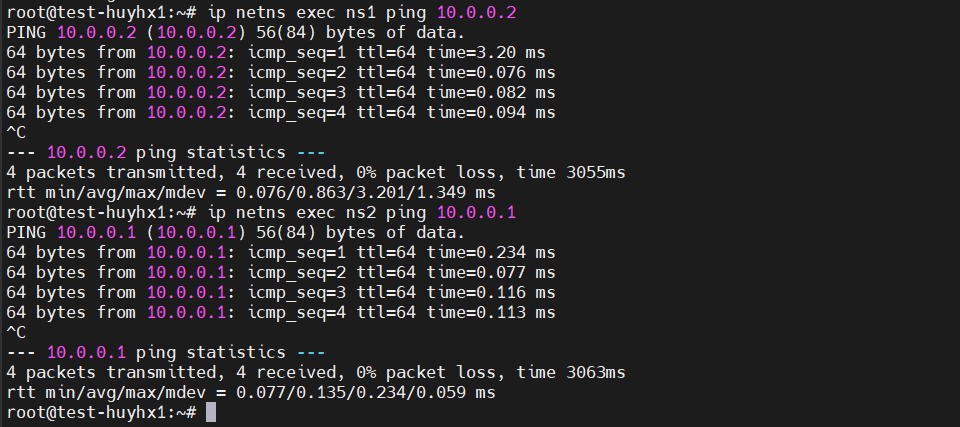 root@test-huyhx1:~# ip netns exec ns1 ping 10.0.0.2
PING 10.0.0.2 (10.0.0.2) 56(84) bytes of data.
64 bytes from 10.0.0.2: icmp_seq=1 ttl=64 time=3.20 ms
64 bytes from 10.0.0.2: icmp_seq=2 ttl=64 time=0.076 ms
64 bytes from 10.0.0.2: icmp_seq=3 ttl=64 time=0.082 ms
64 bytes from 10.0.0.2: icmp_seq=4 ttl=64 time=0.094 ms
^C
--- 10.0.0.2 ping statistics ---
4 packets transmitted, 4 received, 0% packet loss, time 3055ms
rtt min/avg/max/mdev = 0.076/0.863/3.201/1.349 ms
root@test-huyhx1:~# ip netns exec ns2 ping 10.0.0.1
PING 10.0.0.1 (10.0.0.1) 56(84) bytes of data.
64 bytes from 10.0.0.1: icmp_seq=1 ttl=64 time=0.234 ms
64 bytes from 10.0.0.1: icmp_seq=2 ttl=64 time=0.077 ms
64 bytes from 10.0.0.1: icmp_seq=3 ttl=64 time=0.116 ms
64 bytes from 10.0.0.1: icmp_seq=4 ttl=64 time=0.113 ms
^C
--- 10.0.0.1 ping statistics ---
4 packets transmitted, 4 received, 0% packet loss, time 3063ms
rtt min/avg/max/mdev = 0.077/0.135/0.234/0.059 ms
root@test-huyhx1:~#